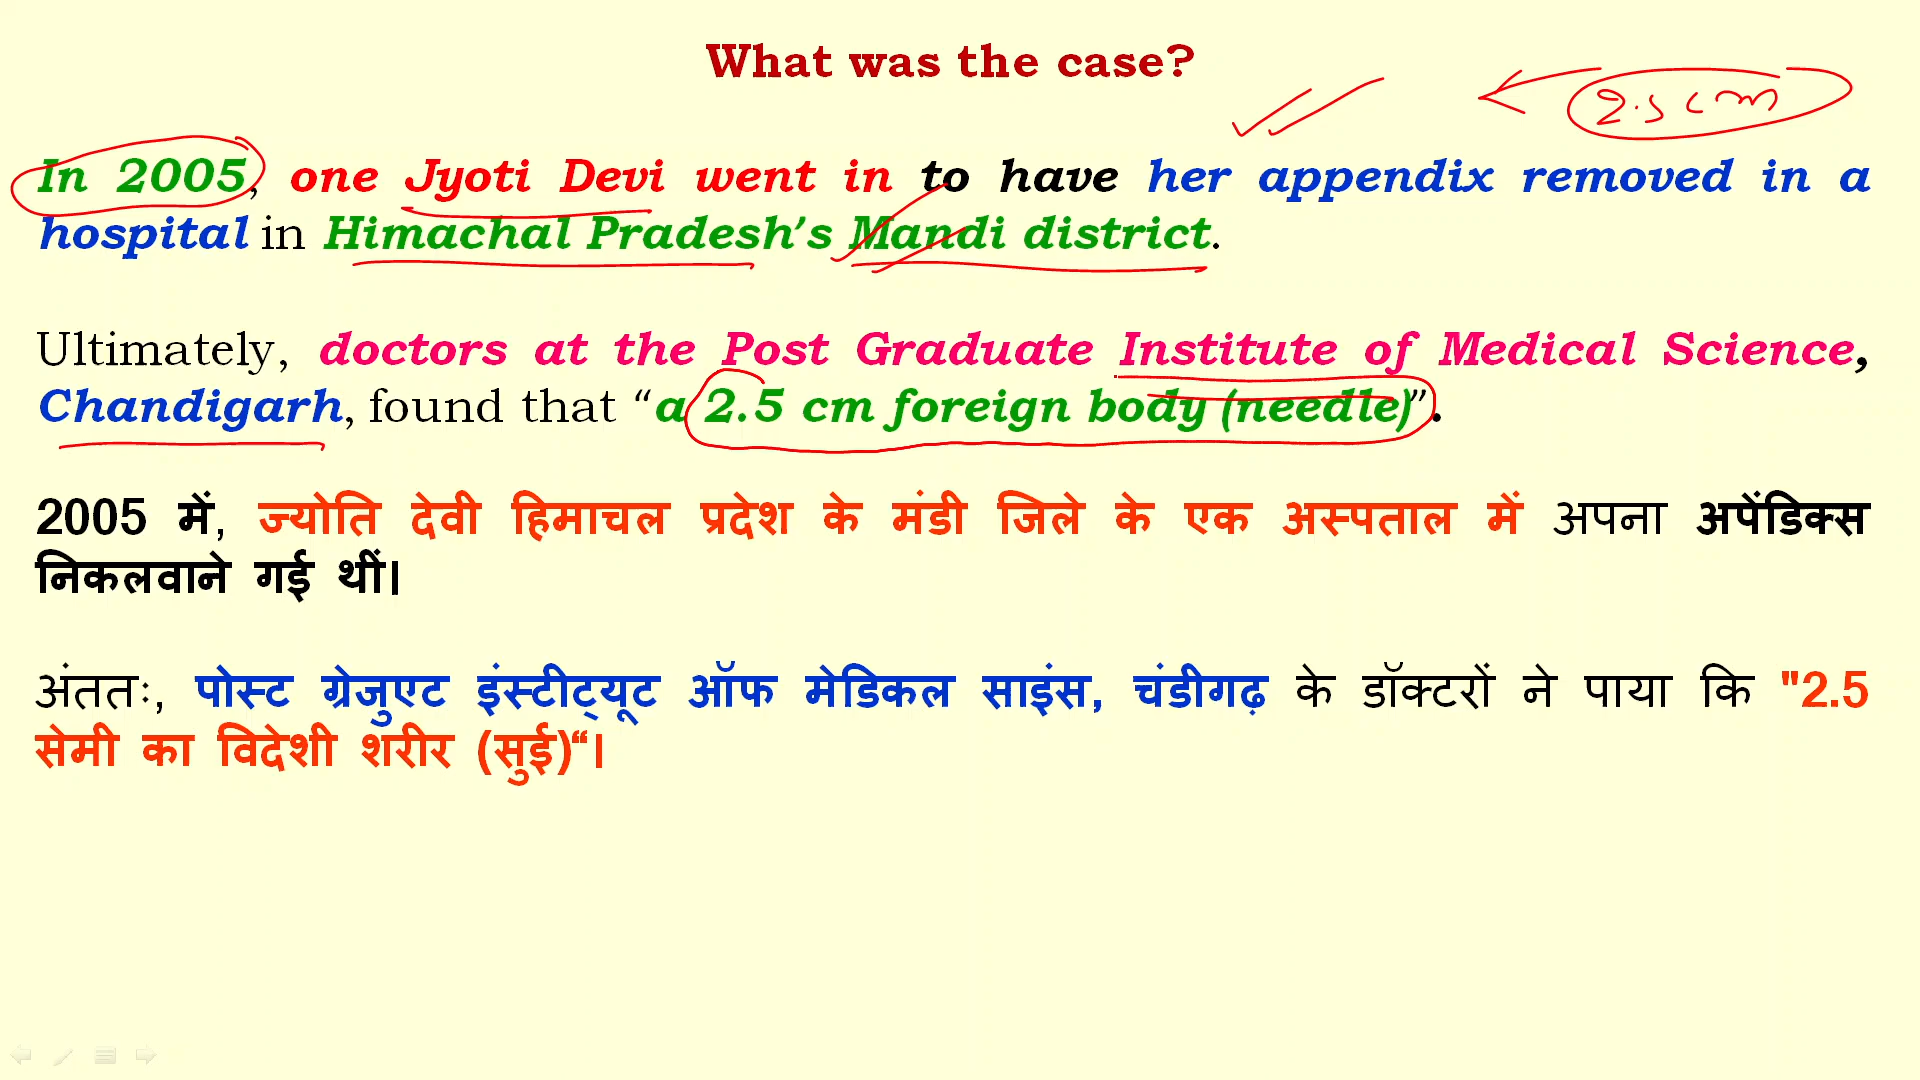 What was the case?
2.5 cm
In 2005, one Jyoti Devi went in to have her appendix removed in a
hospital in Himachal Pradesh's Mandi district.
Ultimately, doctors at the Post Graduate Institute of Medical Science,
Chandigarh, found that “a 2.5 cm foreign body (needle)”.
2005 में, ज्योति देवी हिमाचल प्रदेश के मंडी जिले के एक अस्पताल में अपना अपेंडिक्स
निकलवाने गई थीं।
अंततः, पोस्ट ग्रेजुएट इंस्टीट्यूट ऑफ मेडिकल साइंस, चंडीगढ़ के डॉक्टरों ने पाया कि "2.5
सेमी का विदेशी शरीर (सुई)“।